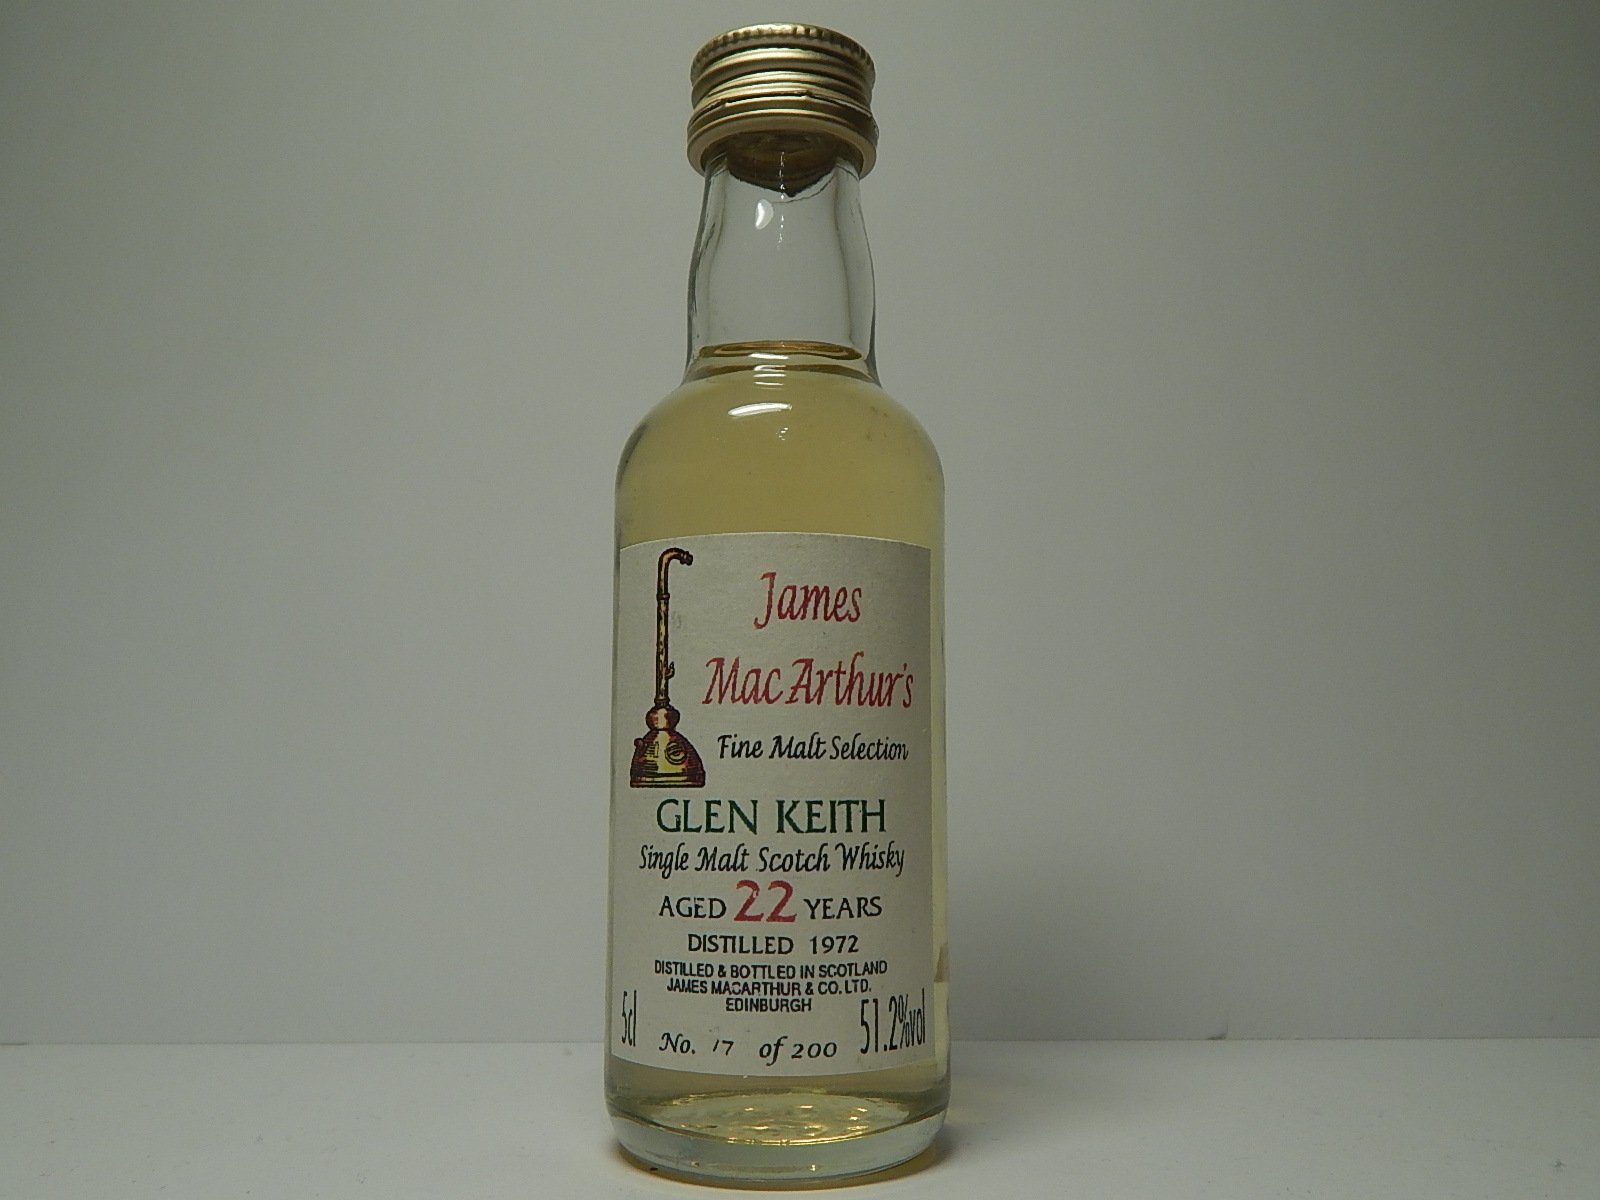 James
MacArthur's
Fine Malt Selection
GLEN KEITH
Single Malt Scotch Whisky
AGED 22 YEARS
DISTILLED 1972
DISTILLED & BOTTLED IN SCOTLAND
JAMES MACARTHUR & CO. LTD.
EDINBURGH
5cl No. 17 of 200 51.2%vol